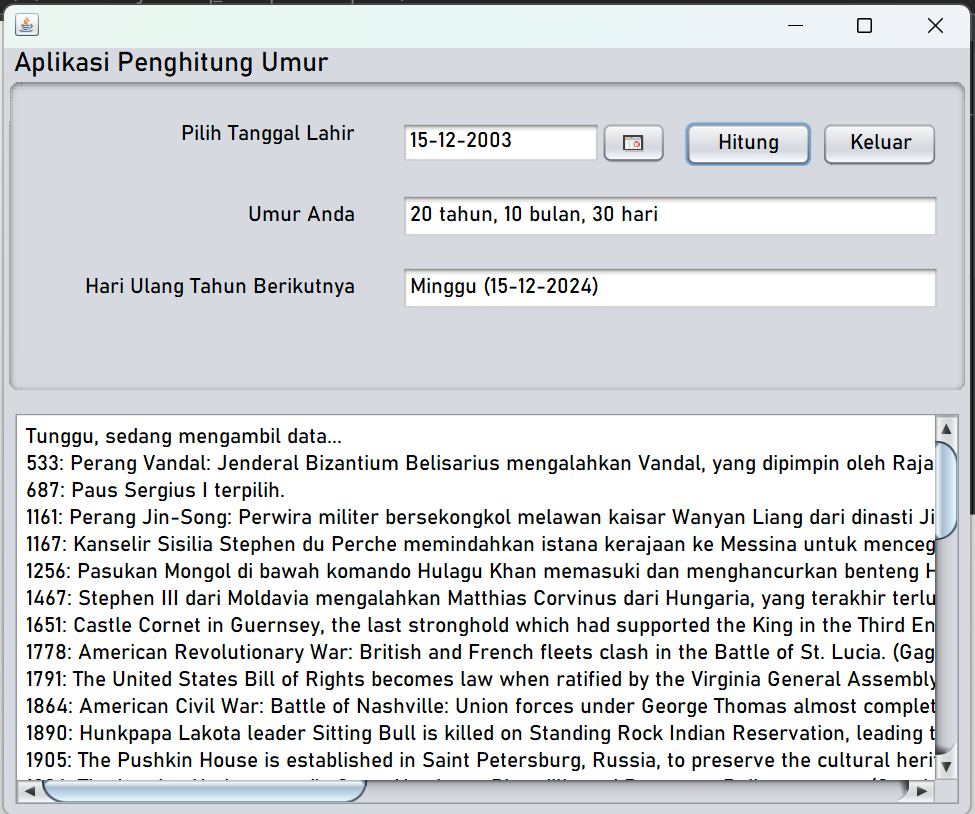 Aplikasi Penghitung Umur
Pilih Tanggal Lahir 15-12-2003 Hitung Keluar
Umur Anda 20 tahun, 10 bulan, 30 hari
Hari Ulang Tahun Berikutnya Minggu (15-12-2024)
Tunggu, sedang mengambil data...
533: Perang Vandal: Jenderal Bizantium Belisarius mengalahkan Vandal, yang dipimpin oleh Raja
687: Paus Sergius I terpilih.
1161: Perang Jin-Song: Perwira militer bersekongkol melawan kaisar Wanyan Liang dari dinasti Ji
1167: Kanselir Sisilia Stephen du Perche memindahkan istana kerajaan ke Messina untuk menceg
1256: Pasukan Mongol di bawah komando Hulagu Khan memasuki dan menghancurkan benteng H
1467: Stephen III dari Moldavia mengalahkan Matthias Corvinus dari Hungaria, yang terakhir terlu
1651: Castle Cornet in Guernsey, the last stronghold which had supported the King in the Third En
1778: American Revolutionary War: British and French fleets clash in the Battle of St. Lucia. (Gag
1791: The United States Bill of Rights becomes law when ratified by the Virginia General Assembly
1864: American Civil War: Battle of Nashville: Union forces under George Thomas almost complet
1890: Hunkpapa Lakota leader Sitting Bull is killed on Standing Rock Indian Reservation, leading t
1905: The Pushkin House is established in Saint Petersburg, Russia, to preserve the cultural heri